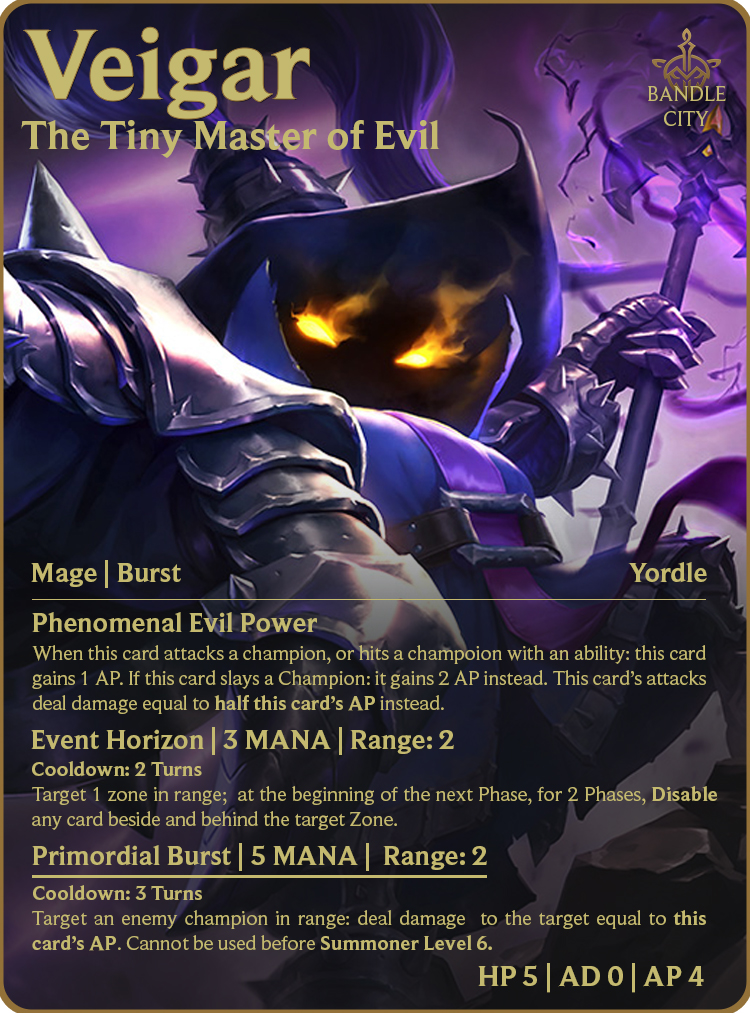 Veigar
The Tiny Master of Evil
BANDLE
CITY
Mage | Burst
Yordle
Phenomenal Evil Power
When this card attacks a champion, or hits a champoion with an ability: this card
gains 1 AP. If this card slays a Champion: it gains 2 AP instead. This card's attacks
deal damage equal to half this card's AP instead.
Event Horizon | 3 MANA | Range: 2
Cooldown: 2 Turns
Target 1 zone in range;  at the beginning of the next Phase, for 2 Phases, Disable
any card beside and behind the target Zone.
Primordial Burst | 5 MANA |  Range: 2
Cooldown: 3 Turns
Target an enemy champion in range: deal damage  to the target equal to this
card's AP. Cannot be used before Summoner Level 6.
HP 5 | AD 0 | AP 4